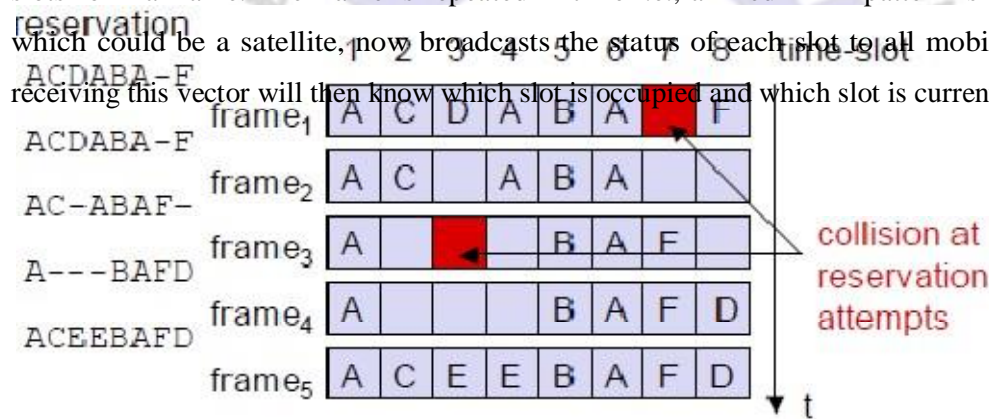 reservation
which could be a satellite, now broadcasts the status of each slot to all mobi
1 2 3 4 5 6 7 8 time-slot
ACDABA-F
receiving this vector will then know which slot is occupied and which slot is curren
frame1 A C D A B A F
ACDABA-F
frame2 A C A B A
AC-ABAF-
frame3 A B A F
collision at
reservation
attempts
A---BAFD
frame4 A B A F D
ACEEBAFD
frame5 A C E E B A F D
t